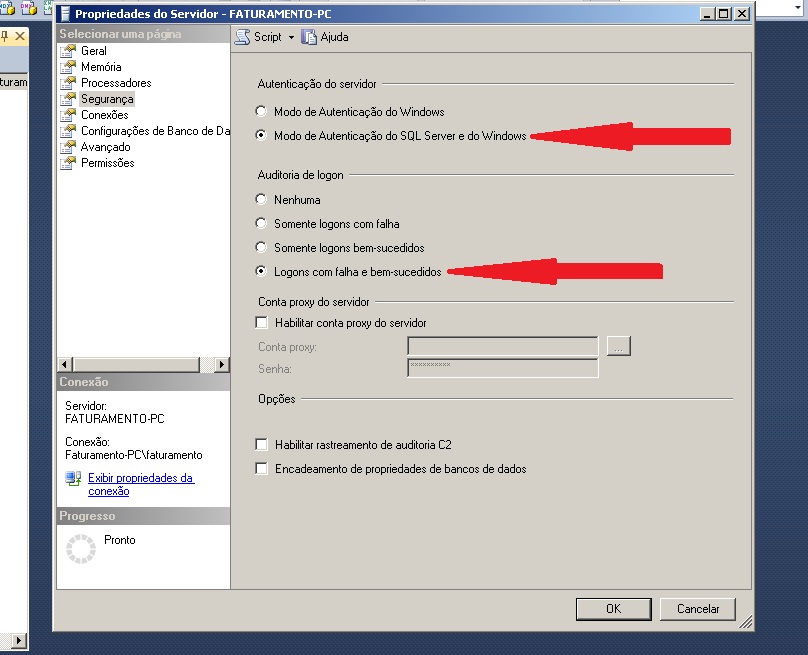 Propriedades do Servidor - FATURAMENTO-PC
Selecionar uma página
Script
Ajuda
Geral
Memória
Processadores
Segurança
Conexões
Configurações de Banco de Da
Avançado
Permissões
Autenticação do servidor
Modo de Autenticação do Windows
Modo de Autenticação do SQL Server e do Windows
Auditoria de logon
Nenhuma
Somente logons com falha
Somente logons bem-sucedidos
Logons com falha e bem-sucedidos
Conta proxy do servidor
Habilitar conta proxy do servidor
Conta proxy:
...
Senha:
**********
Opções
Habilitar rastreamento de auditoria C2
Encadeamento de propriedades de bancos de dados
Conexão
Servidor:
FATURAMENTO-PC
Conexão:
Faturamento-PC\faturamento
Exibir propriedades da
conexão
Progresso
Pronto
OK
Cancelar
turam